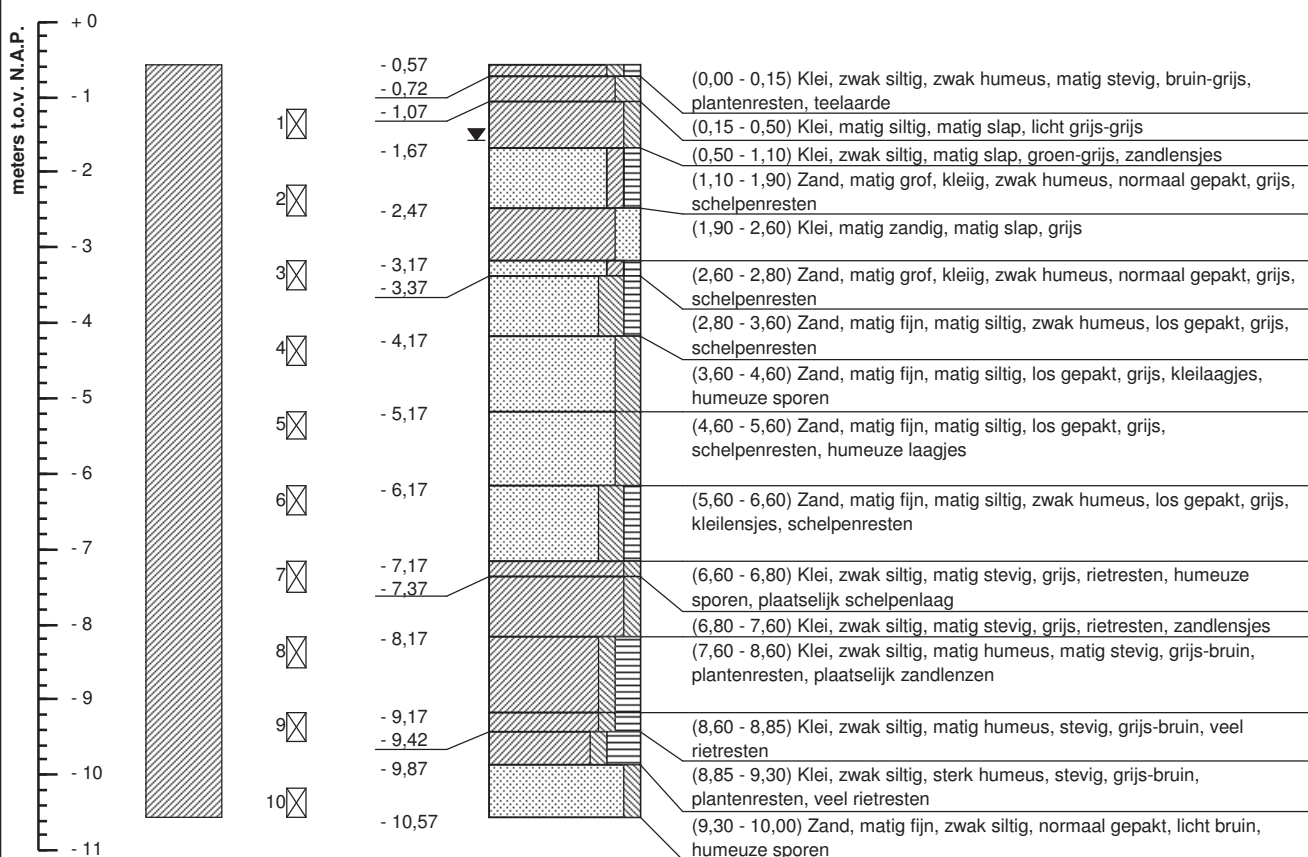 meters t.o.v. N.A.P.
+ 0
- 1
- 2
- 3
- 4
- 5
- 6
- 7
- 8
- 9
- 10
- 11
1
2
3
4
5
6
7
8
9
10
- 0,57
- 0,72
- 1,07
- 1,67
- 2,47
- 3,17
- 3,37
- 4,17
- 5,17
- 6,17
- 7,17
- 7,37
- 8,17
- 9,17
- 9,42
- 9,87
- 10,57
(0,00 - 0,15) Klei, zwak siltig, zwak humeus, matig stevig, bruin-grijs,
plantenresten, teelaarde
(0,15 - 0,50) Klei, matig siltig, matig slap, licht grijs-grijs
(0,50 - 1,10) Klei, zwak siltig, matig slap, groen-grijs, zandlensjes
(1,10 - 1,90) Zand, matig grof, kleiig, zwak humeus, normaal gepakt, grijs,
schelpenresten
(1,90 - 2,60) Klei, matig zandig, matig slap, grijs
(2,60 - 2,80) Zand, matig grof, kleiig, zwak humeus, normaal gepakt, grijs,
schelpenresten
(2,80 - 3,60) Zand, matig fijn, matig siltig, zwak humeus, los gepakt, grijs,
schelpenresten
(3,60 - 4,60) Zand, matig fijn, matig siltig, los gepakt, grijs, kleilaagjes,
humeuze sporen
(4,60 - 5,60) Zand, matig fijn, matig siltig, los gepakt, grijs,
schelpenresten, humeuze laagjes
(5,60 - 6,60) Zand, matig fijn, matig siltig, zwak humeus, los gepakt, grijs,
kleilensjes, schelpenresten
(6,60 - 6,80) Klei, zwak siltig, matig stevig, grijs, rietresten, humeuze
sporen, plaatselijk schelpenlaag
(6,80 - 7,60) Klei, zwak siltig, matig stevig, grijs, rietresten, zandlensjes
(7,60 - 8,60) Klei, zwak siltig, matig humeus, matig stevig, grijs-bruin,
plantenresten, plaatselijk zandlenzen
(8,60 - 8,85) Klei, zwak siltig, matig humeus, stevig, grijs-bruin, veel
rietresten
(8,85 - 9,30) Klei, zwak siltig, sterk humeus, stevig, grijs-bruin,
plantenresten, veel rietresten
(9,30 - 10,00) Zand, matig fijn, zwak siltig, normaal gepakt, licht bruin,
humeuze sporen